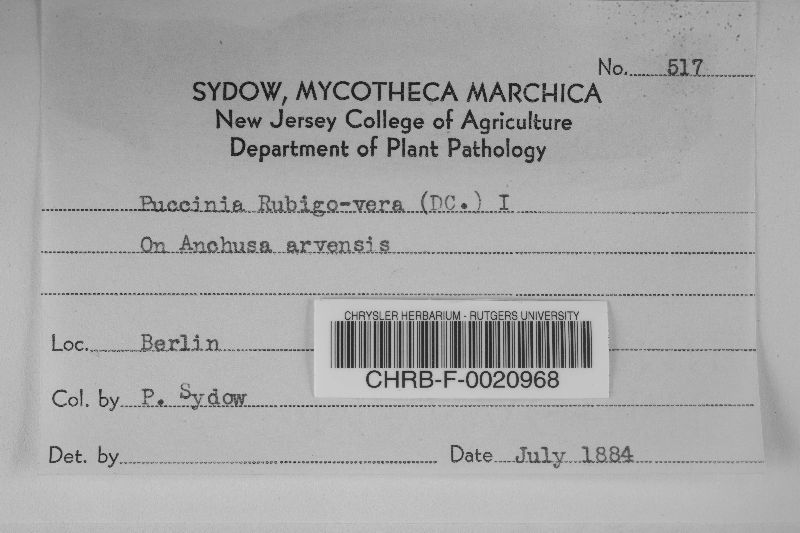 No. 517
SYDOW, MYCOTHECA MARCHICA
New Jersey College of Agriculture
Department of Plant Pathology
Puccinia Rubigo-vera (DC.) I
On Anchusa arvensis
CHRYSLER HERBARIUM - RUTGERS UNIVERSITY
CHRB-F-0020968
Loc. Berlin
Col. by P. Sydow
Det. by
Date July 1884